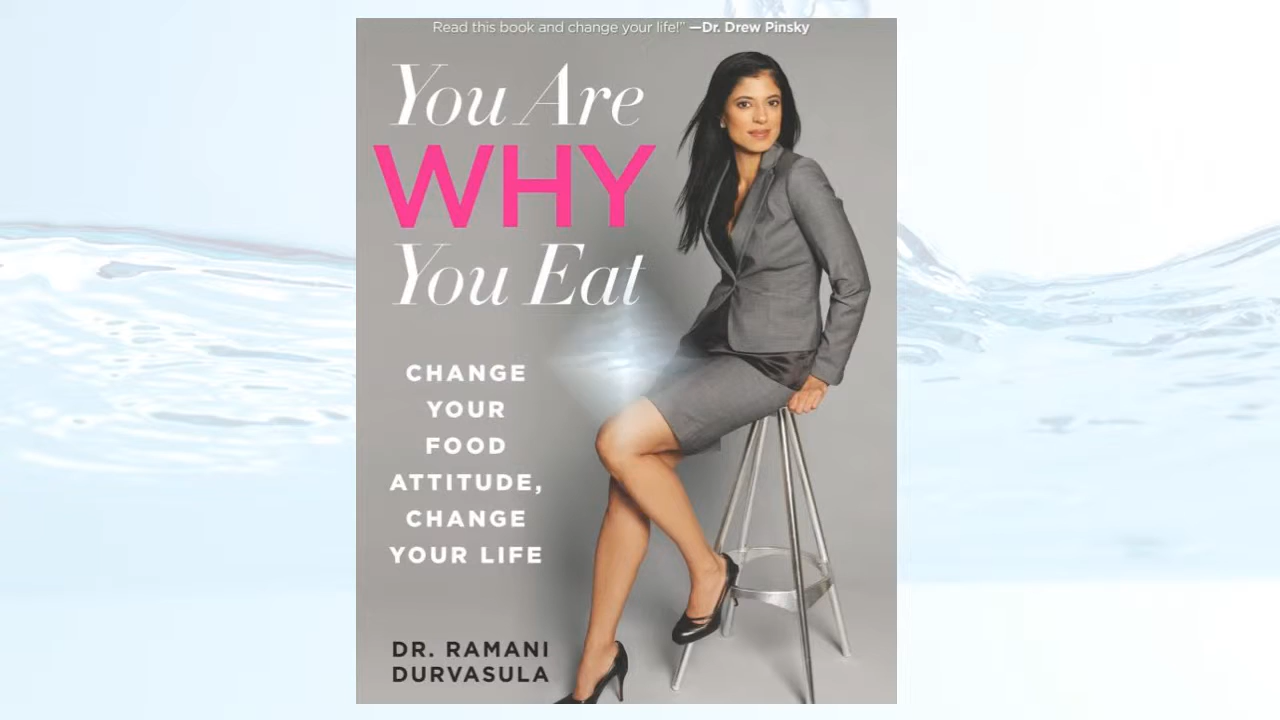 Read this book and change your life!” —Dr. Drew Pinsky
You Are
WHY
You Eat
CHANGE
YOUR
FOOD
ATTITUDE,
CHANGE
YOUR LIFE
DR. RAMANI
DURVASULA